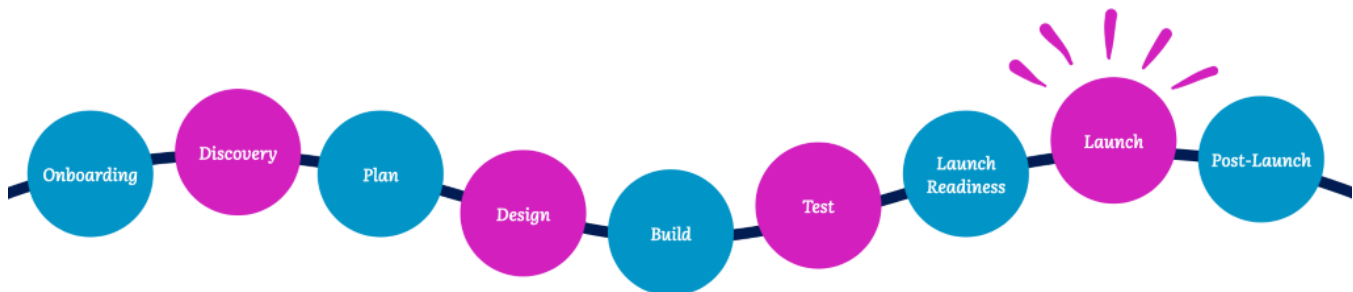 Onboarding
Discovery
Plan
Design
Build
Test
Launch
Readiness
Launch
Post-Launch